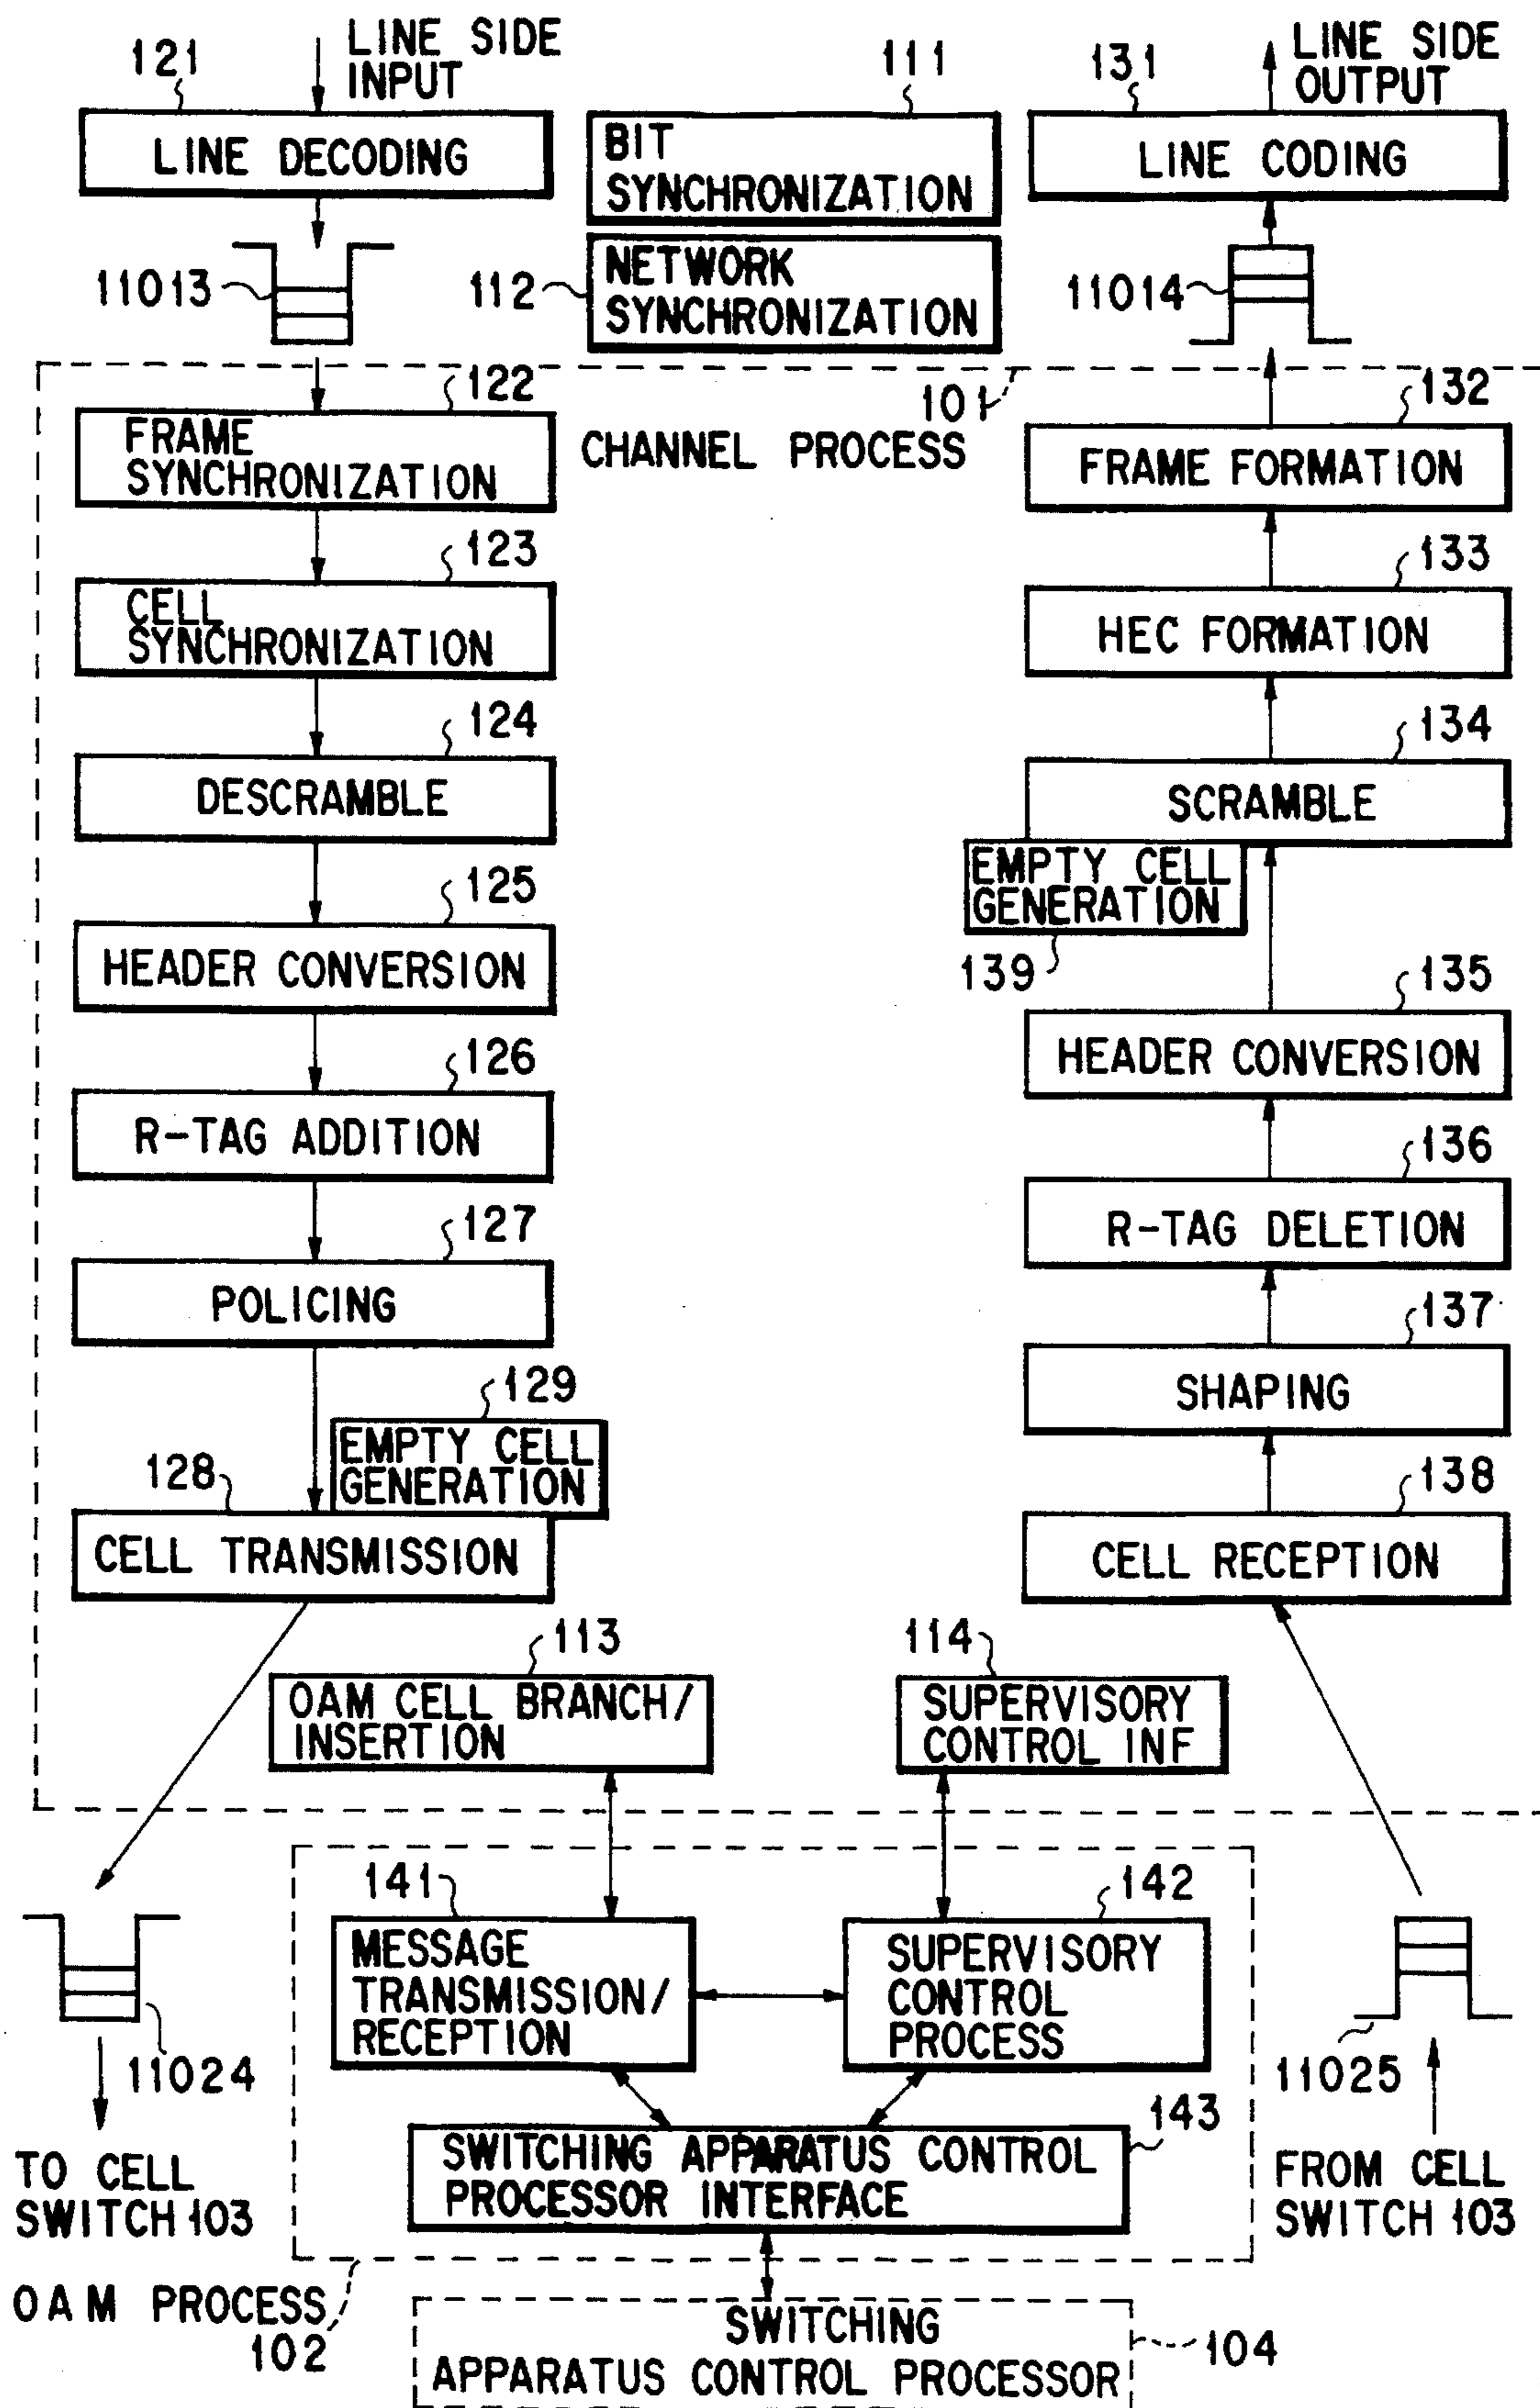 121
LINE SIDE
INPUT
111
131
LINE SIDE
OUTPUT
LINE DECODING
BIT
SYNCHRONIZATION
LINE CODING
11013
112
NETWORK
SYNCHRONIZATION
11014
122
101
132
FRAME
SYNCHRONIZATION
CHANNEL PROCESS
FRAME FORMATION
123
133
CELL
SYNCHRONIZATION
HEC FORMATION
124
134
DESCRAMBLE
SCRAMBLE
EMPTY CELL
GENERATION
125
139
135
HEADER CONVERSION
HEADER CONVERSION
126
136
R-TAG ADDITION
R-TAG DELETION
127
137
POLICING
SHAPING
129
EMPTY CELL
GENERATION
128
138
CELL TRANSMISSION
CELL RECEPTION
113
114
OAM CELL BRANCH/
INSERTION
SUPERVISORY
CONTROL INF
141
142
MESSAGE
TRANSMISSION/
RECEPTION
SUPERVISORY
CONTROL
PROCESS
11024
11025
143
TO CELL
SWITCH 103
SWITCHING APPARATUS CONTROL
PROCESSOR INTERFACE
FROM CELL
SWITCH 103
OAM PROCESS
102
SWITCHING
APPARATUS CONTROL PROCESSOR
104